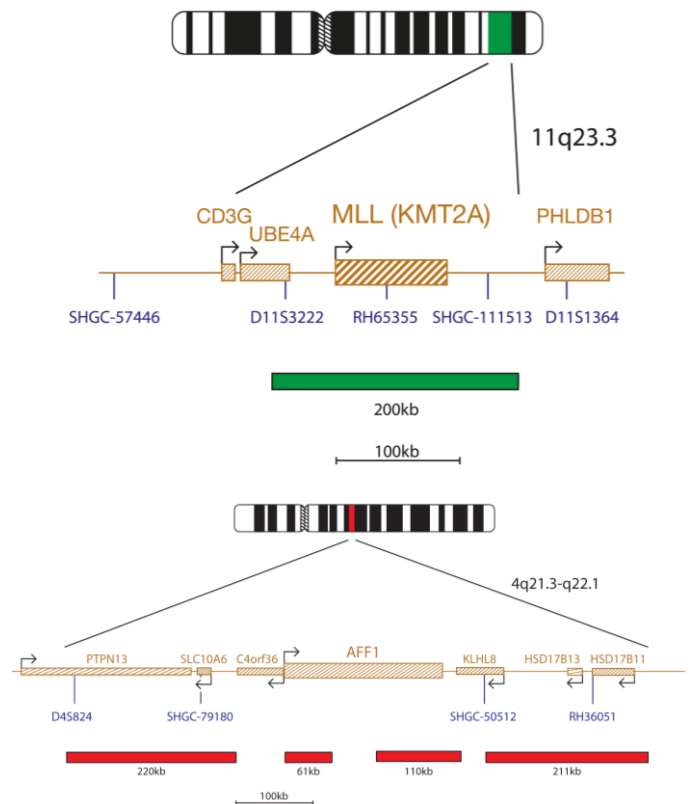 11q23.3
MLL (KMT2A)
CD3G
PHLDB1
UBE4A
SHGC-57446
D11S3222
RH65355
SHGC-111513
D11S1364
200kb
100kb
4q21.3-q22.1
AFF1
PTPN13
SLC10A6
C4orf36
KLHL8
HSD17B13
HSD17B11
D4S824
SHGC-79180
SHGC-50512
RH36051
220kb
61kb
110kb
211kb
100kb